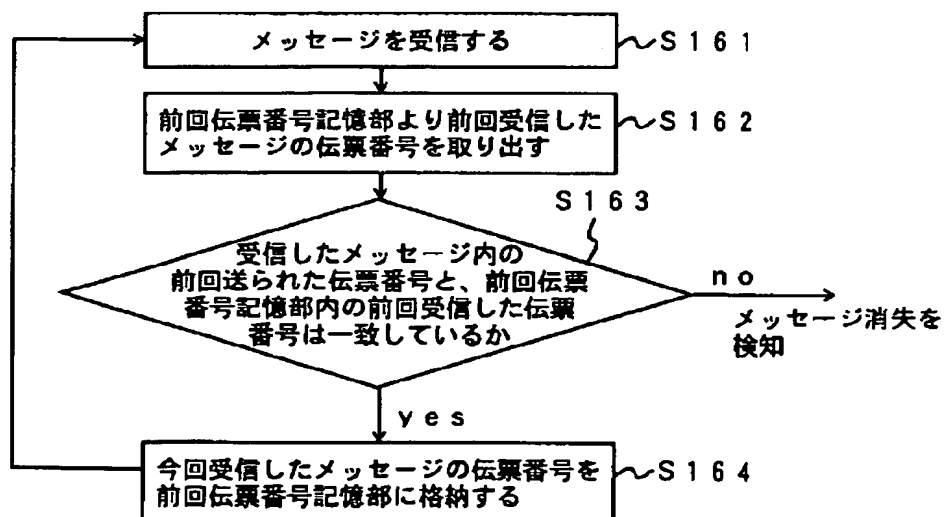 メッセージを受信する
S161
前回伝票番号記憶部より前回受信した
メッセージの伝票番号を取り出す
S162
S163
受信したメッセージ内の
前回送られた伝票番号と、前回伝票
番号記憶部内の前回受信した伝票
番号は一致しているか
no
メッセージ消失を
検知
yes
今回受信したメッセージの伝票番号を
前回伝票番号記憶部に格納する
S164